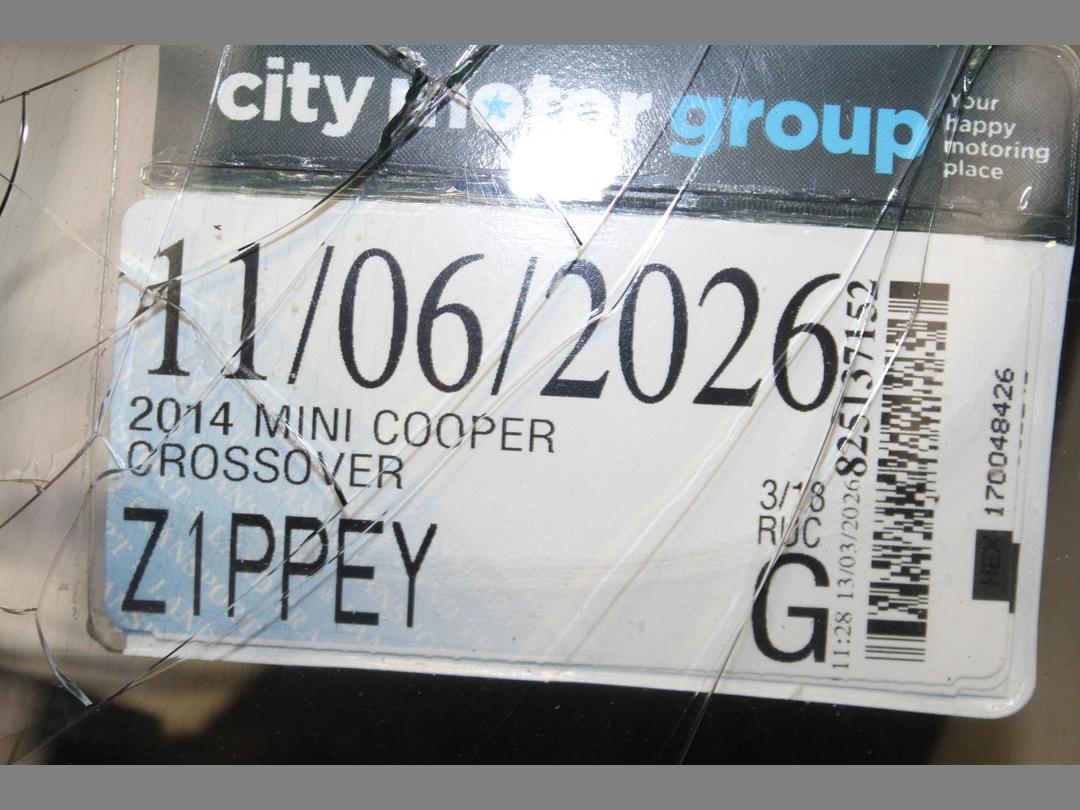 city motor group
Your
happy
motoring
place
11/06/2026
2014 MINI COOPER
CROSSOVER
Z1PPEY
3/18
RUC
G
11:28 13/03/2026 825137152
170048426
HEX